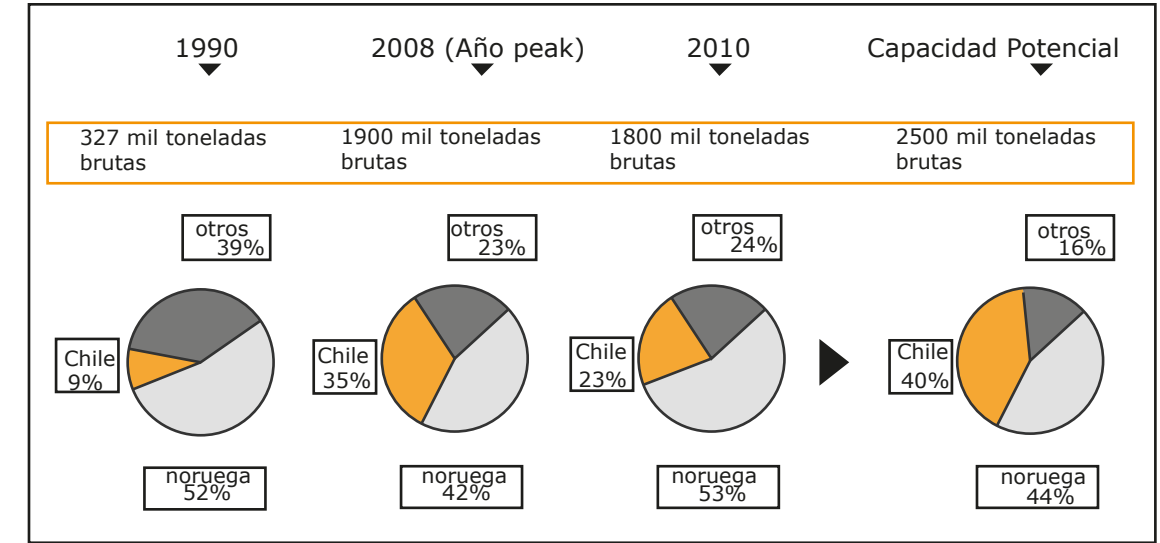 1990
2008 (Año peak)
2010
Capacidad Potencial
327 mil toneladas
brutas
1900 mil toneladas
brutas
1800 mil toneladas
brutas
2500 mil toneladas
brutas
otros
39%
otros
23%
otros
24%
otros
16%
Chile
9%
Chile
35%
Chile
23%
Chile
40%
noruega
52%
noruega
42%
noruega
53%
noruega
44%